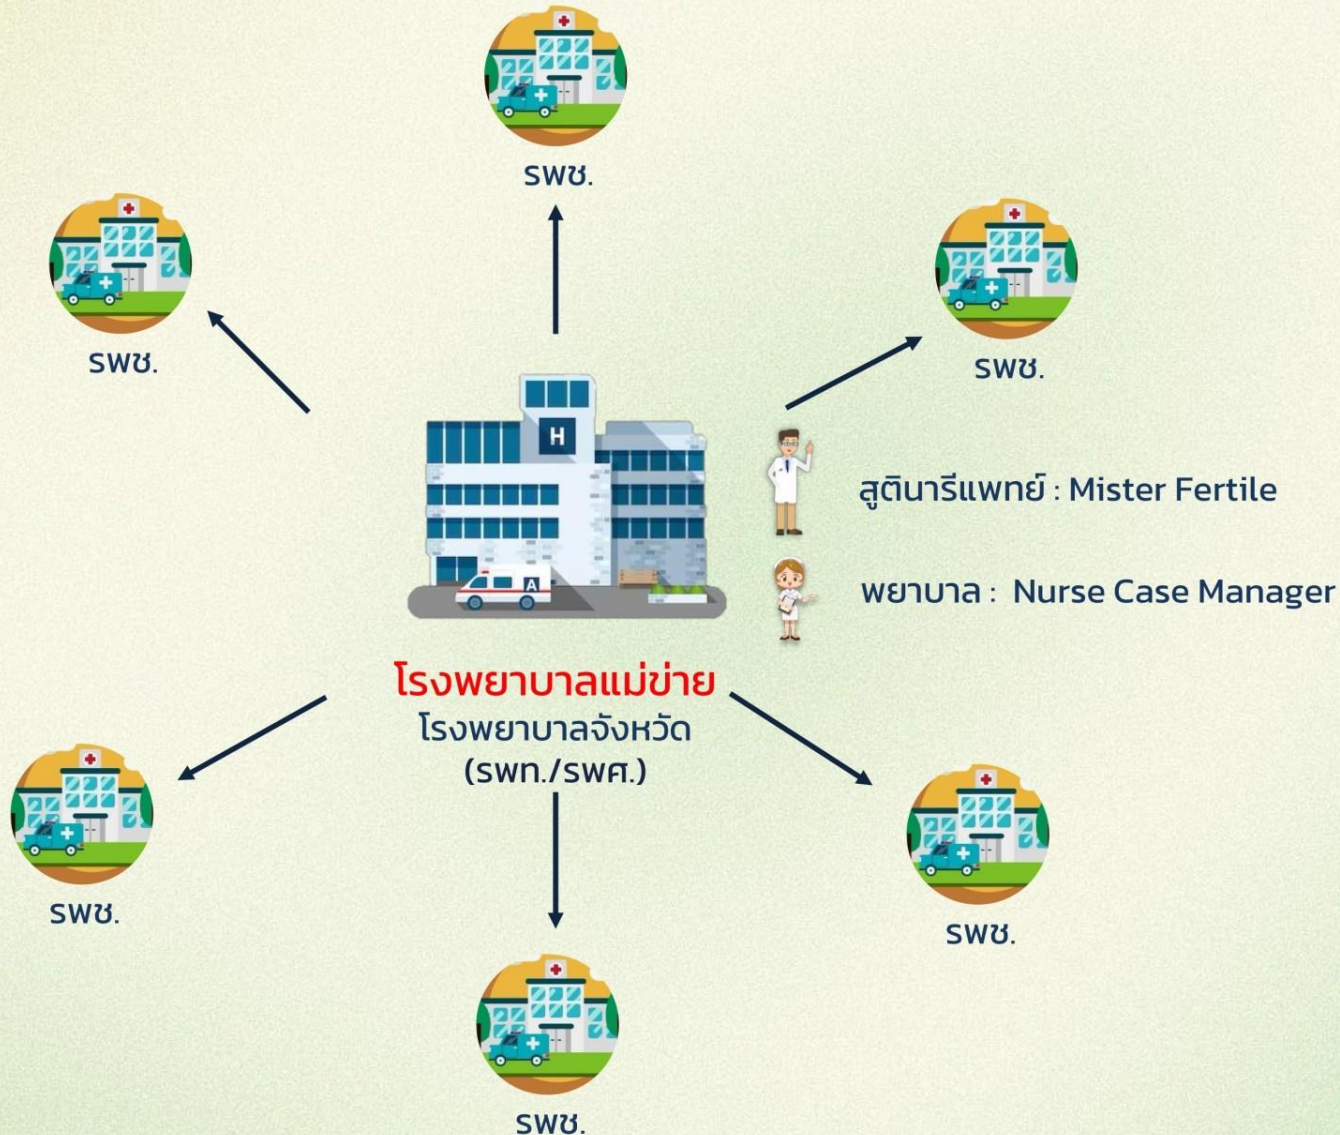 รพช.
รพช.
รพช.
H
สูตินารีแพทย์ : Mister Fertile
A
พยาบาล : Nurse Case Manager
โรงพยาบาลแม่ข่าย
โรงพยาบาลจังหวัด
(รพท./รพศ.)
รพช.
รพช.
รพช.